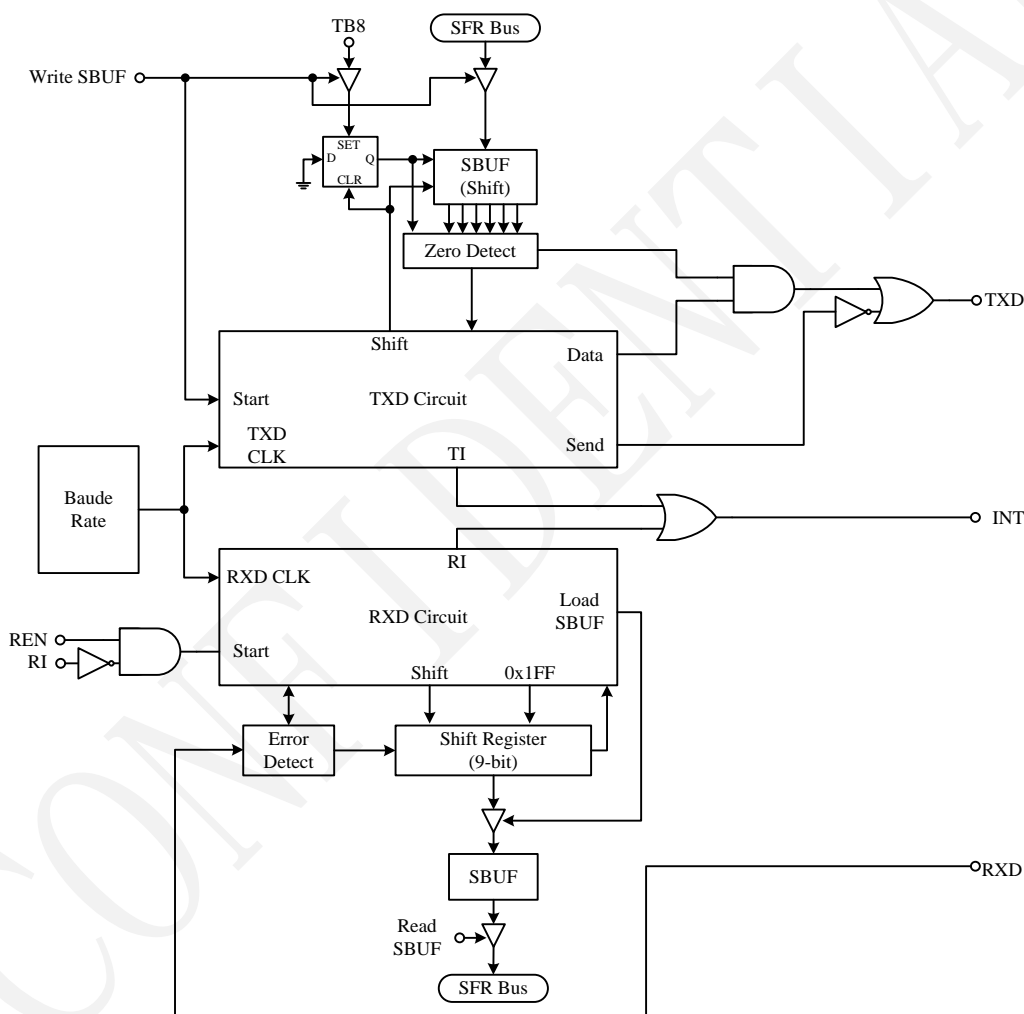 TB8
SFR Bus
Write SBUF
SET
D
Q
CLR
SBUF
(Shift)
Zero Detect
TXD
Shift
Data
Start
TXD Circuit
TXD
CLK
Send
TI
Baude
Rate
INT
RI
RXD CLK
Load
SBUF
RXD Circuit
REN
RI
Start
Shift
0x1FF
Error
Detect
Shift Register
(9-bit)
SBUF
RXD
Read
SBUF
SFR Bus
CONFIDENTIA